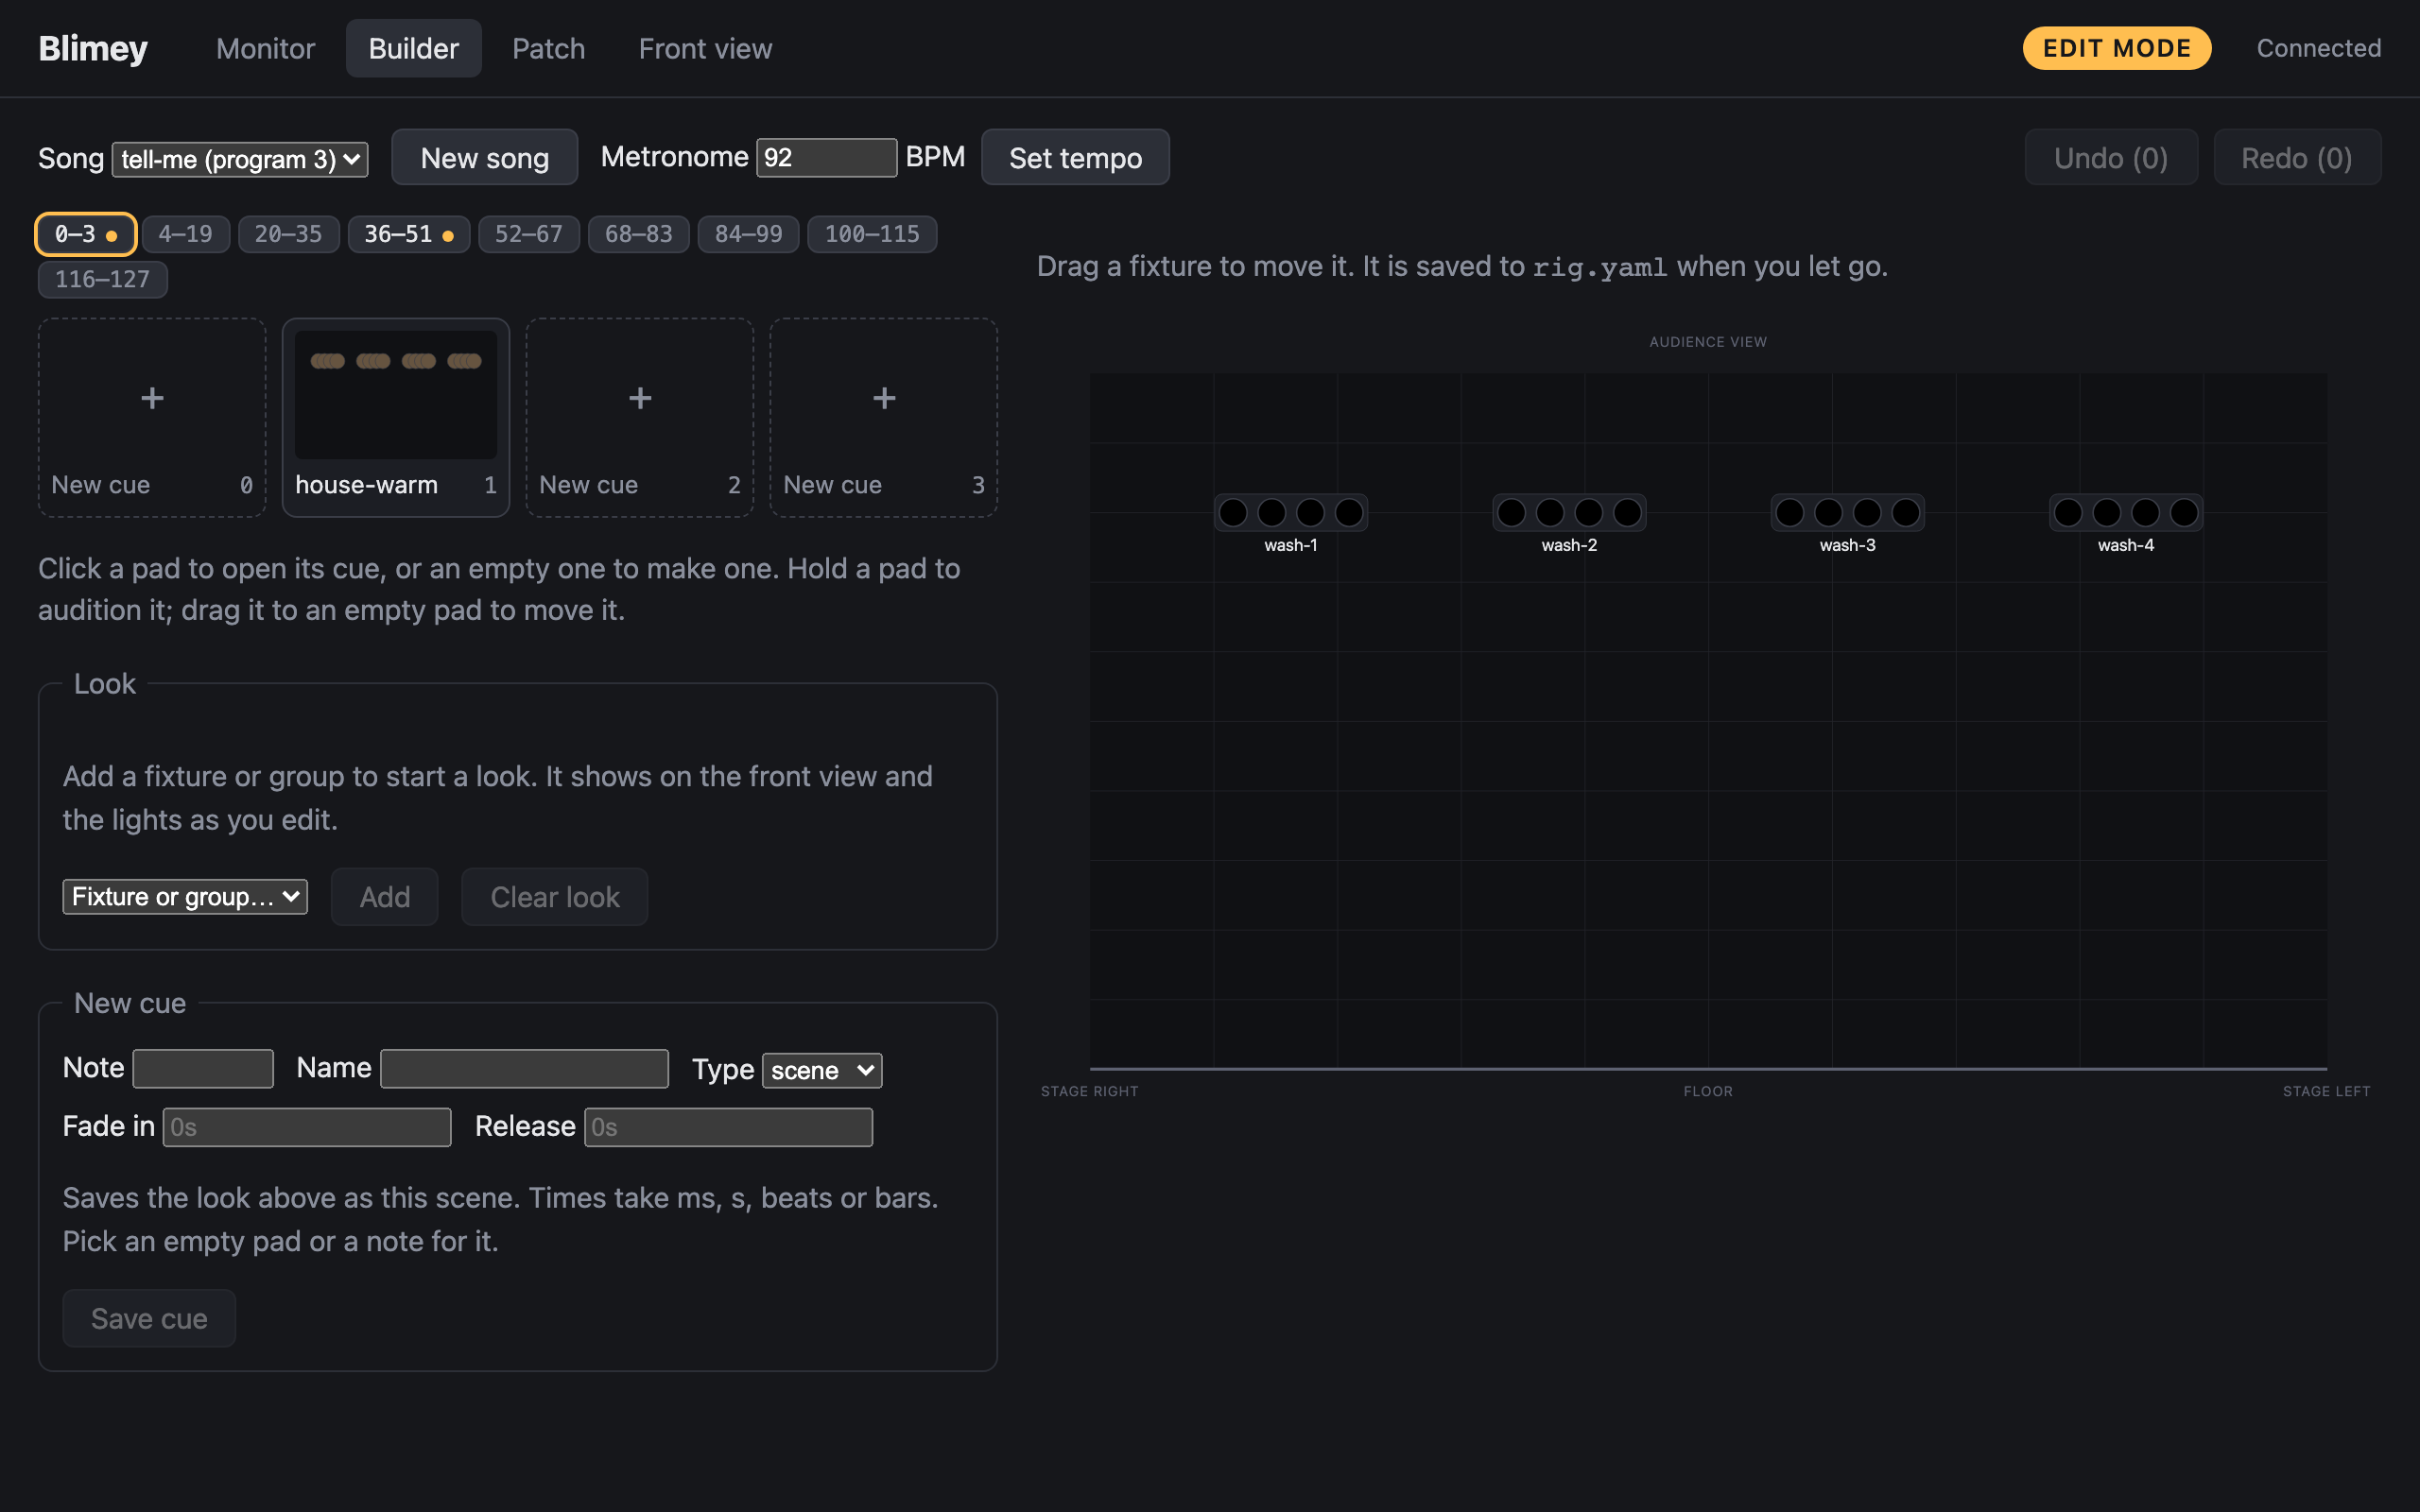 Blimey Monitor Builder Patch Front view EDIT MODE Connected
Song tell-me (program 3) New song Metronome 92 BPM Set tempo Undo (0) Redo (0)
0–3 4–19 20–35 36–51 52–67 68–83 84–99 100–115
116–127
+ + +
New cue 0 house-warm 1 New cue 2 New cue 3
Click a pad to open its cue, or an empty one to make one. Hold a pad to
audition it; drag it to an empty pad to move it.
Look
Add a fixture or group to start a look. It shows on the front view and
the lights as you edit.
Fixture or group... Add Clear look
New cue
Note Name Type scene
Fade in 0s Release 0s
Saves the look above as this scene. Times take ms, s, beats or bars.
Pick an empty pad or a note for it.
Save cue
Drag a fixture to move it. It is saved to rig.yaml when you let go.
AUDIENCE VIEW
wash-1 wash-2 wash-3 wash-4
STAGE RIGHT FLOOR STAGE LEFT